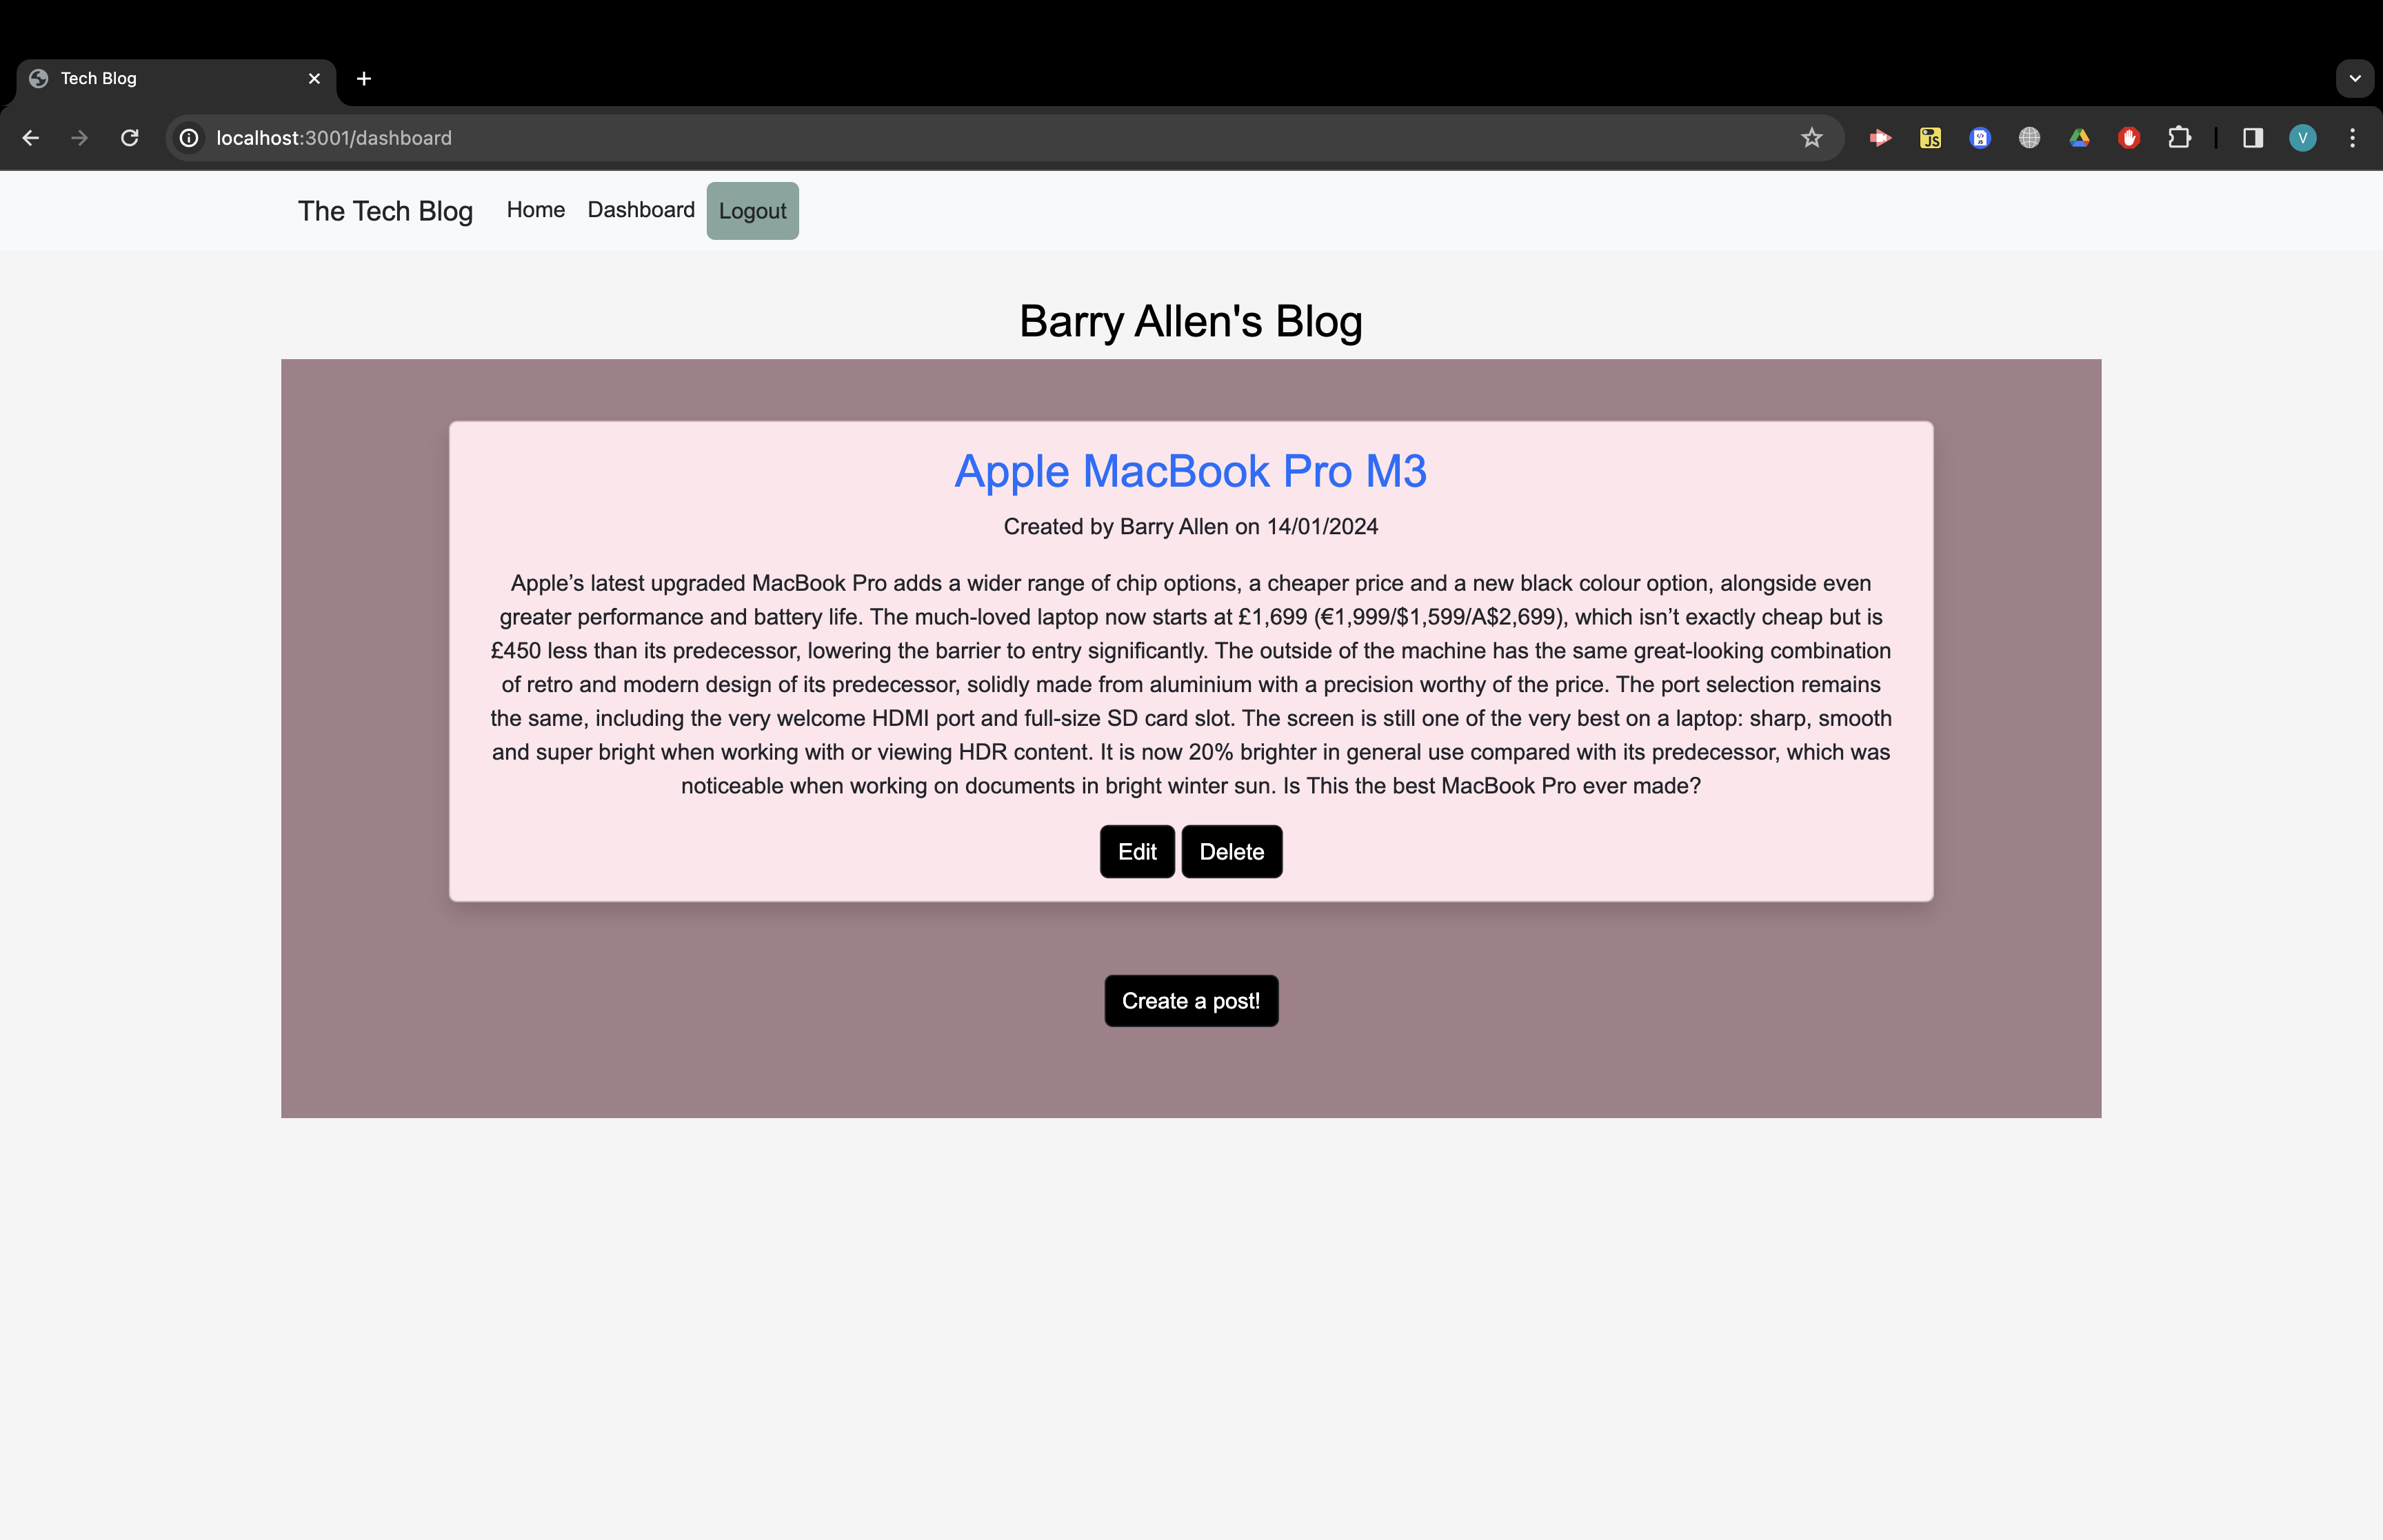 Tech Blog
localhost:3001/dashboard
JS
JS
V
The Tech Blog Home Dashboard Logout
Barry Allen's Blog
Apple MacBook Pro M3
Created by Barry Allen on 14/01/2024
Apple’s latest upgraded MacBook Pro adds a wider range of chip options, a cheaper price and a new black colour option, alongside even
greater performance and battery life. The much-loved laptop now starts at £1,699 (€1,999/$1,599/A$2,699), which isn’t exactly cheap but is
£450 less than its predecessor, lowering the barrier to entry significantly. The outside of the machine has the same great-looking combination
of retro and modern design of its predecessor, solidly made from aluminium with a precision worthy of the price. The port selection remains
the same, including the very welcome HDMI port and full-size SD card slot. The screen is still one of the very best on a laptop: sharp, smooth
and super bright when working with or viewing HDR content. It is now 20% brighter in general use compared with its predecessor, which was
noticeable when working on documents in bright winter sun. Is This the best MacBook Pro ever made?
Edit Delete
Create a post!